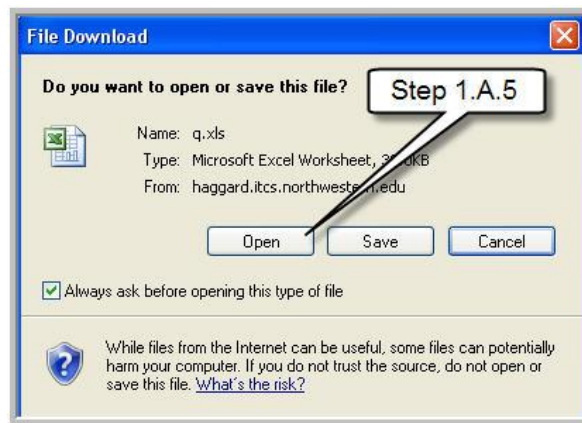 File Download
Do you want to open or save this file?
Step 1.A.5
Name: q.xls
Type: Microsoft Excel Worksheet,
From: haggard.itcs.northwestern.edu
Open Save Cancel
Always ask before opening this type of file
While files from the Internet can be useful, some files can potentially
harm your computer. If you do not trust the source, do not open or
save this file. What's the risk?